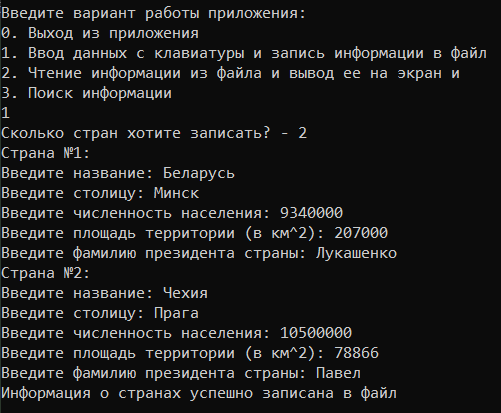 Введите вариант работы приложения:
0. Выход из приложения
1. Ввод данных с клавиатуры и запись информации в файл
2. Чтение информации из файла и вывод ее на экран и
3. Поиск информации
1
Сколько стран хотите записать? - 2
Страна №1:
Введите название: Беларусь
Введите столицу: Минск
Введите численность населения: 9340000
Введите площадь территории (в км^2): 207000
Введите фамилию президента страны: Лукашенко
Страна №2:
Введите название: Чехия
Введите столицу: Прага
Введите численность населения: 10500000
Введите площадь территории (в км^2): 78866
Введите фамилию президента страны: Павел
Информация о странах успешно записана в файл